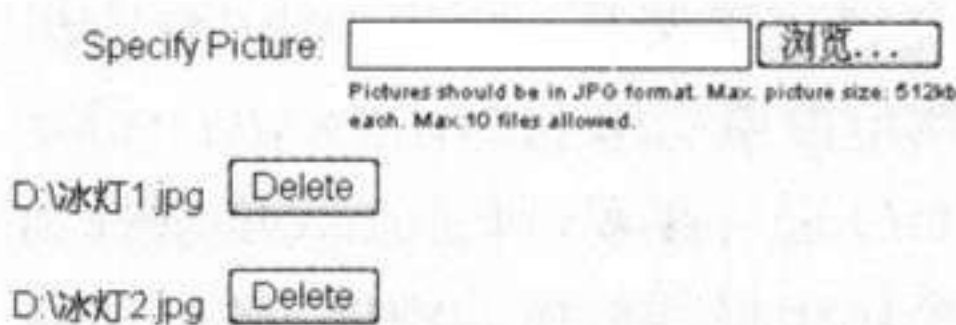 Specify Picture: 浏览...
Pictures should be in JPG format. Max. picture size: 512kb
each. Max.10 files allowed.
D:\冰灯1.jpg Delete
D:\冰灯2.jpg Delete